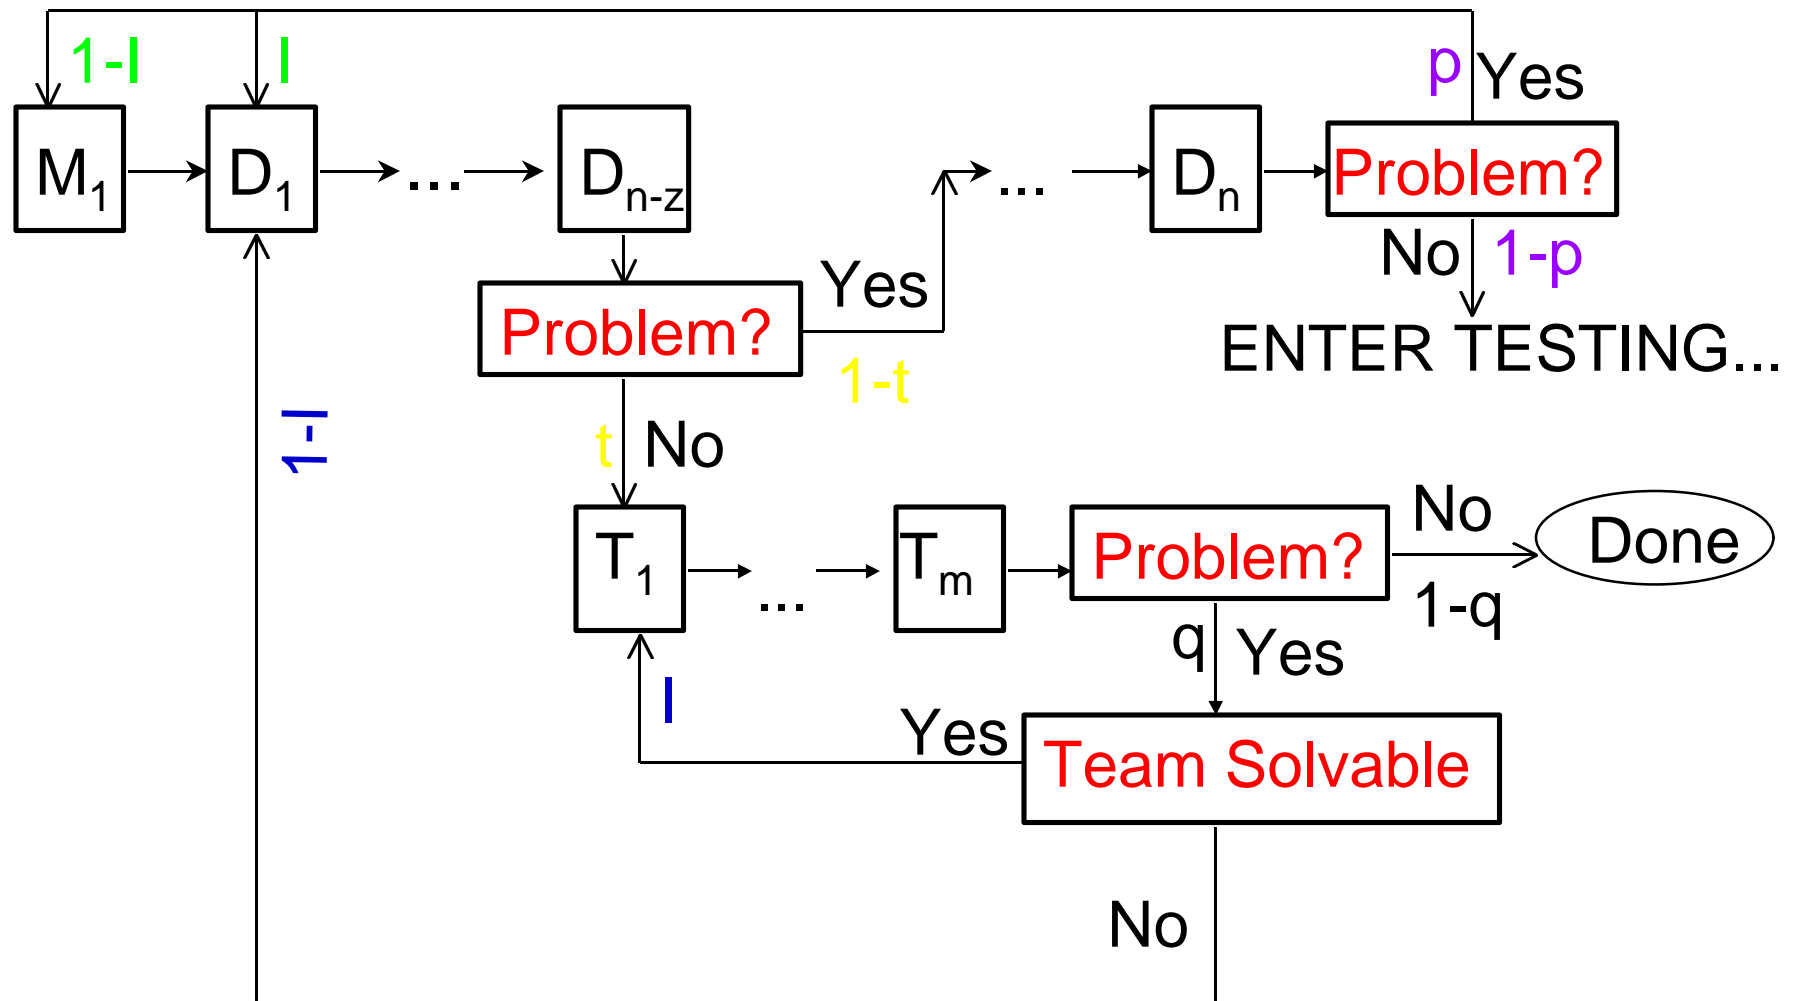 1-l
l
p
Yes
M1
D1
...
Dn-z
...
Dn
Problem?
No
1-p
Yes
Problem?
1-t
ENTER TESTING...
1-l
t
No
T1
...
Tm
Problem?
No
Done
1-q
q
Yes
l
Yes
Team Solvable
No